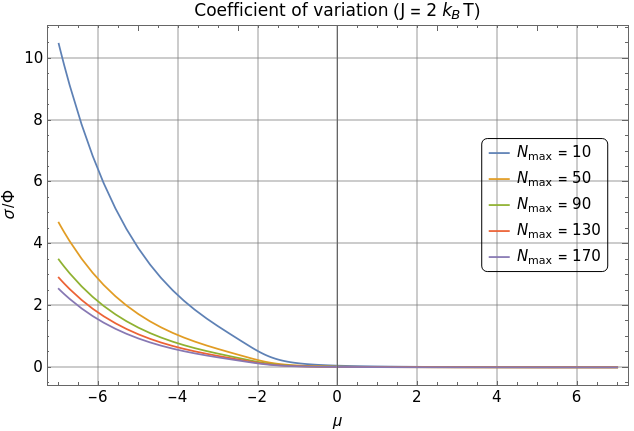 Coefficient of variation (J = 2 k_B T)
σ/Φ
10
8
6
4
2
0
N_max = 10
N_max = 50
N_max = 90
N_max = 130
N_max = 170
−6 −4 −2 0 2 4 6
μ